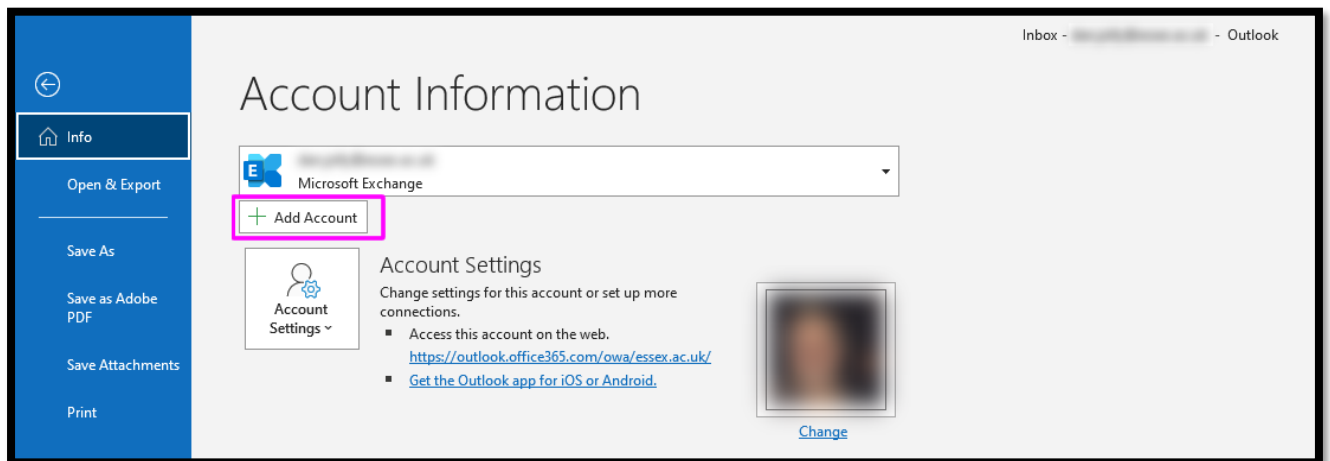 Inbox - - Outlook
Account Information
Info
Open & Export
Save As
Save as Adobe
PDF
Save Attachments
Print
E
Microsoft Exchange
Add Account
Account
Settings
Account Settings
Change settings for this account or set up more
connections.
Access this account on the web.
https://outlook.office365.com/owa/essex.ac.uk/
Get the Outlook app for iOS or Android.
Change